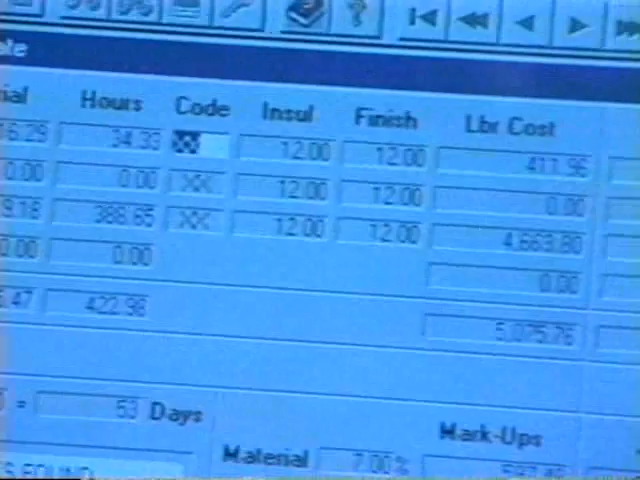 Hours Code Insul Finish Lbr Cost
34.33 12.00 12.00 411.96
0.00 0.00 XX 12.00 12.00 0.00
388.65 XX 12.00 12.00 4,663.80
0.00 0.00 0.00
422.98 5,075.76
= 53 Days
Mark-Ups
Material 7.00%